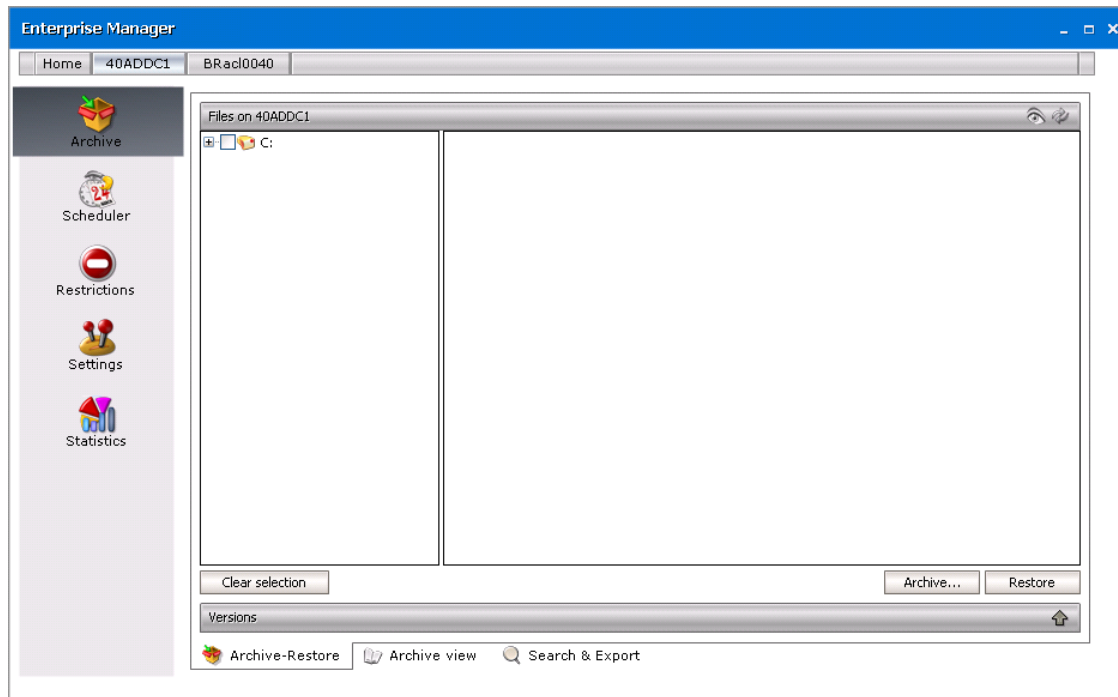 Enterprise Manager
Home 40ADDC1 BRacl0040
Archive
Scheduler
24
Restrictions
Settings
Statistics
Files on 40ADDC1
C:
Clear selection Archive... Restore
Versions
Archive-Restore Archive view Search & Export